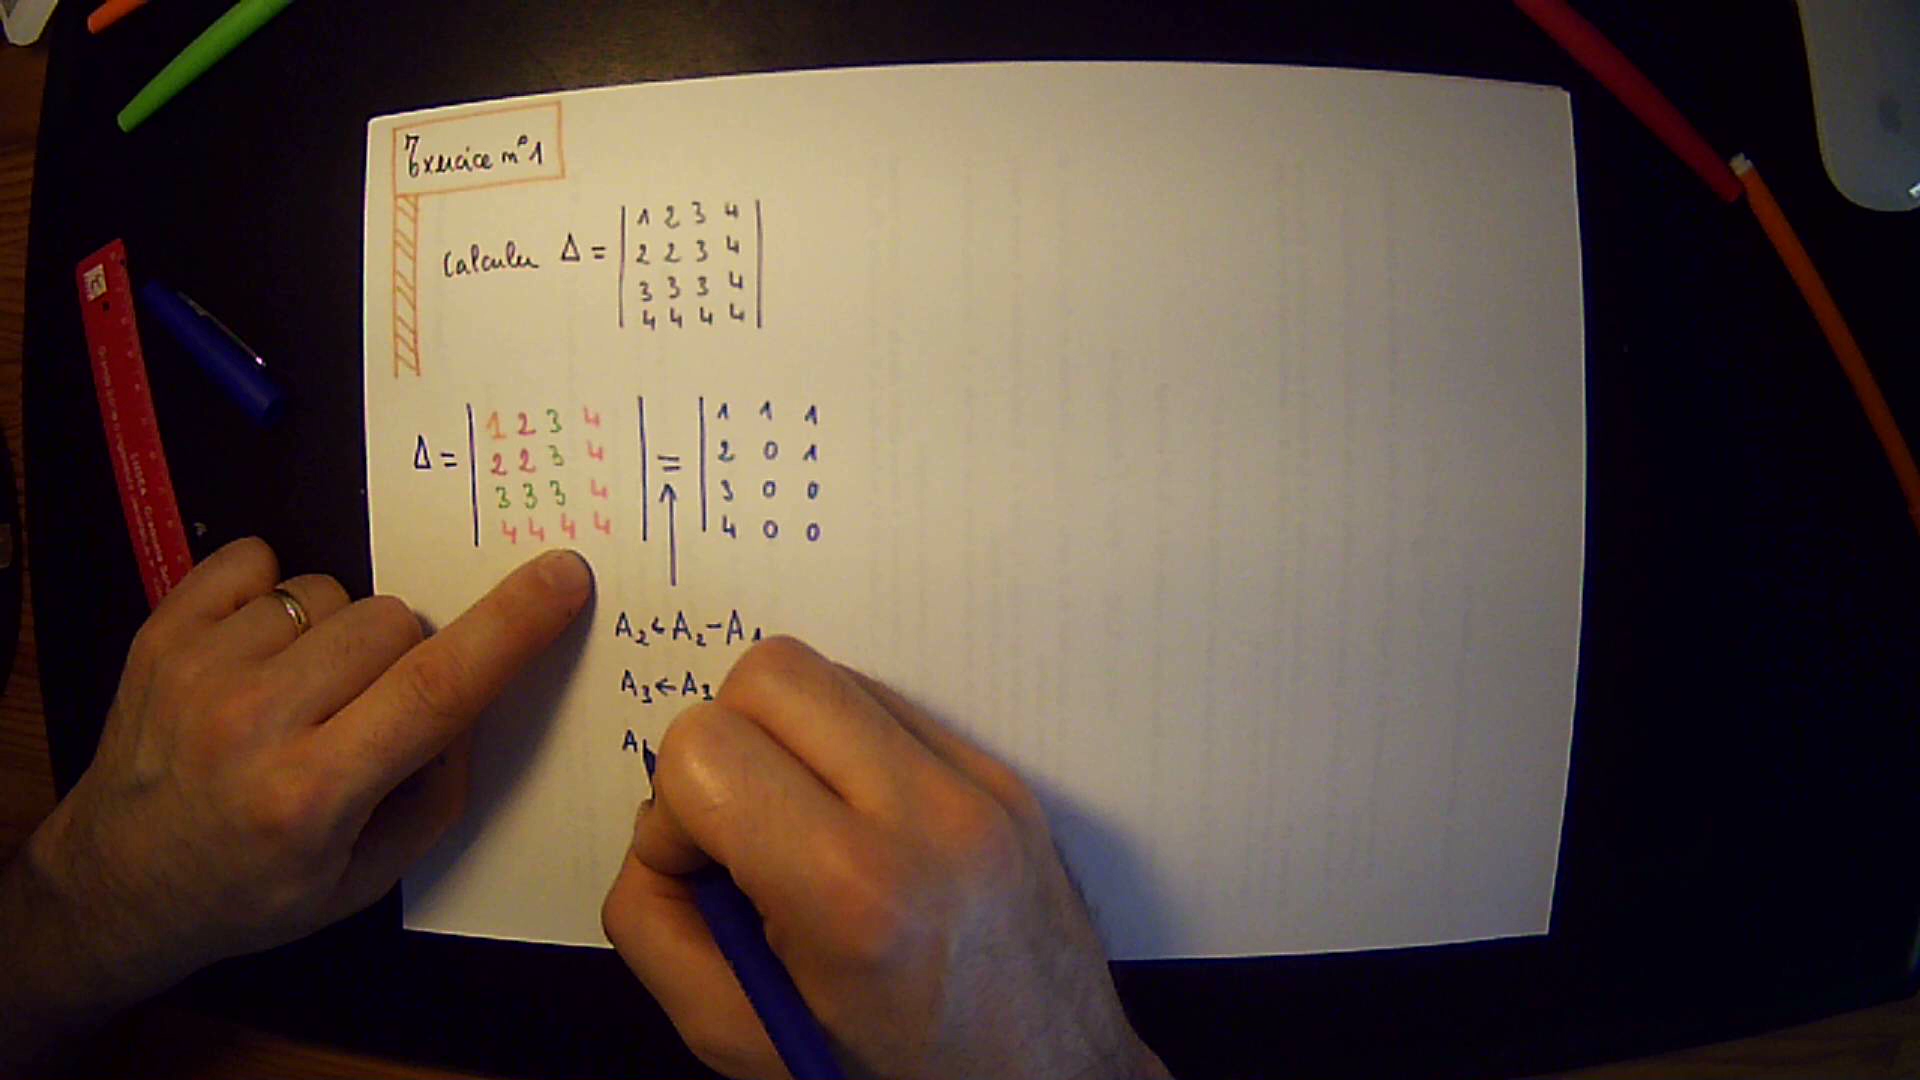 Exercice n°1
Calculer Δ = | 1 2 3 4 |
| 2 2 3 4 |
| 3 3 3 4 |
| 4 4 4 4 |
Δ = | 1 2 3 4 | = | 1 1 1
| 2 2 3 4 | | 2 0 1
| 3 3 3 4 | | 3 0 0
| 4 4 4 4 | | 4 0 0
A₂ ← A₂ − A₁
A₃ ← A₃
A